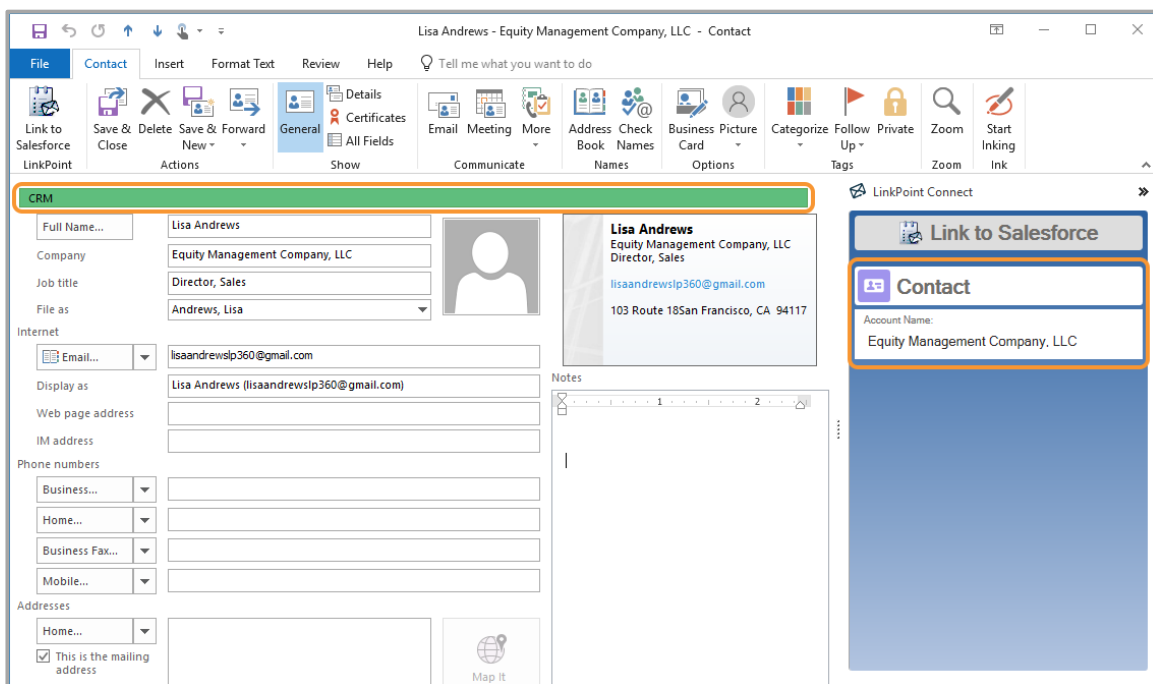 Lisa Andrews - Equity Management Company, LLC - Contact
File Contact Insert Format Text Review Help Tell me what you want to do
Link to Salesforce
LinkPoint
Save & Close
Delete
Save & New
Forward
Actions
General
Details
Certificates
All Fields
Show
Email
Meeting
More
Communicate
Address Book
Check Names
Names
Business Card
Picture
Options
Categorize
Follow Up
Private
Tags
Zoom
Zoom
Start Inking
Ink
CRM
Full Name... Lisa Andrews
Company Equity Management Company, LLC
Job title Director, Sales
File as Andrews, Lisa
Internet
Email... lisaandrewslp360@gmail.com
Display as Lisa Andrews (lisaandrewslp360@gmail.com)
Web page address
IM address
Phone numbers
Business...
Home...
Business Fax...
Mobile...
Addresses
Home...
This is the mailing
address
Map It
Lisa Andrews
Equity Management Company, LLC
Director, Sales
lisaandrewslp360@gmail.com
103 Route 18San Francisco, CA 94117
Notes
1 2
LinkPoint Connect
Link to Salesforce
Contact
Account Name:
Equity Management Company, LLC